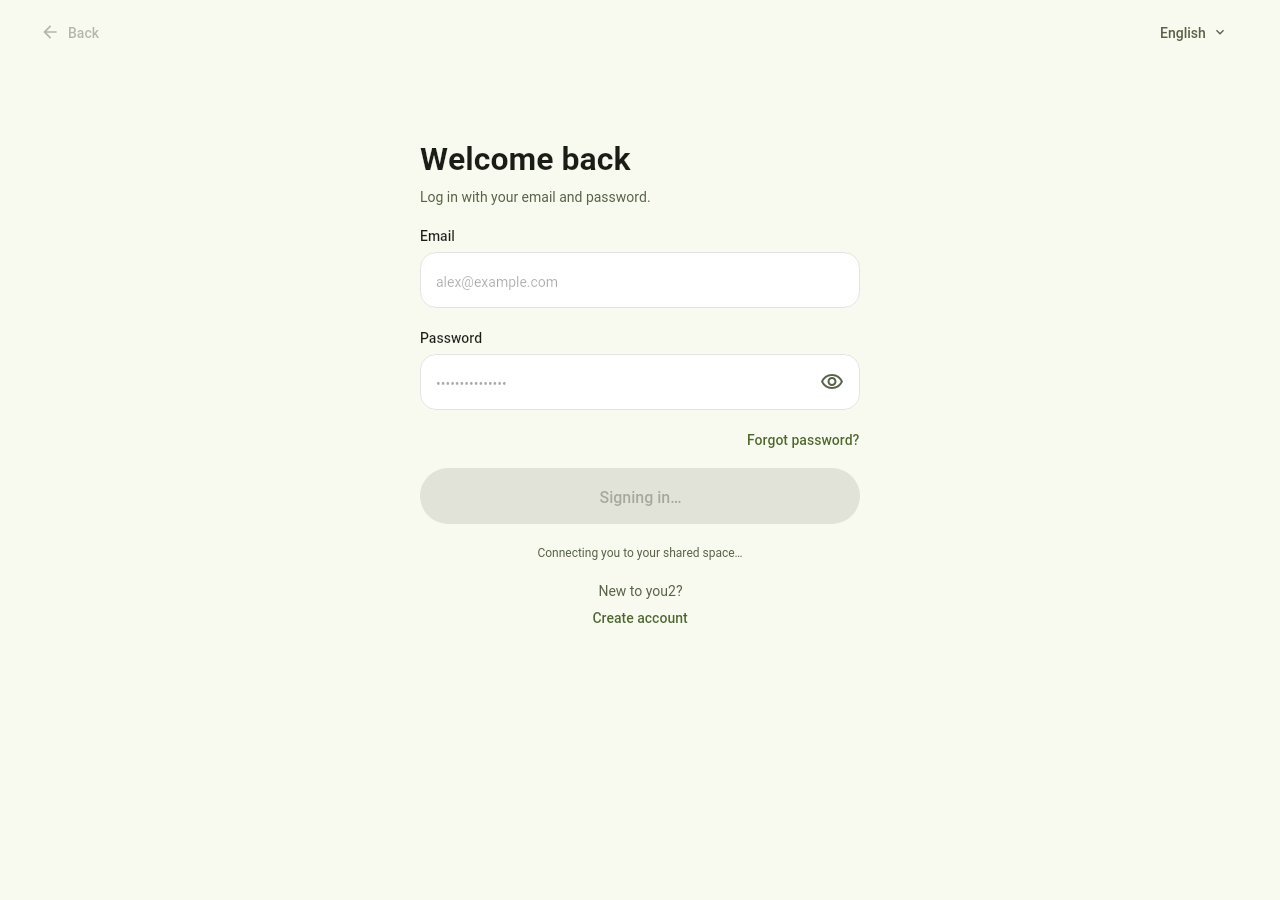 Back
English
Welcome back
Log in with your email and password.
Email
alex@example.com
Password
•••••••••••••••
Forgot password?
Signing in…
Connecting you to your shared space…
New to you2?
Create account